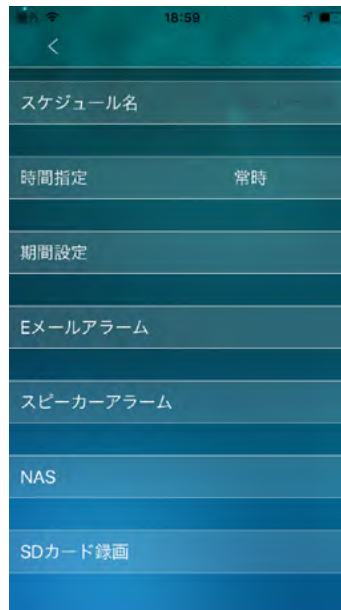 圏外 18:59
スケジュール名
時間指定 常時
期間設定
Eメールアラーム
スピーカーアラーム
NAS
SDカード録画